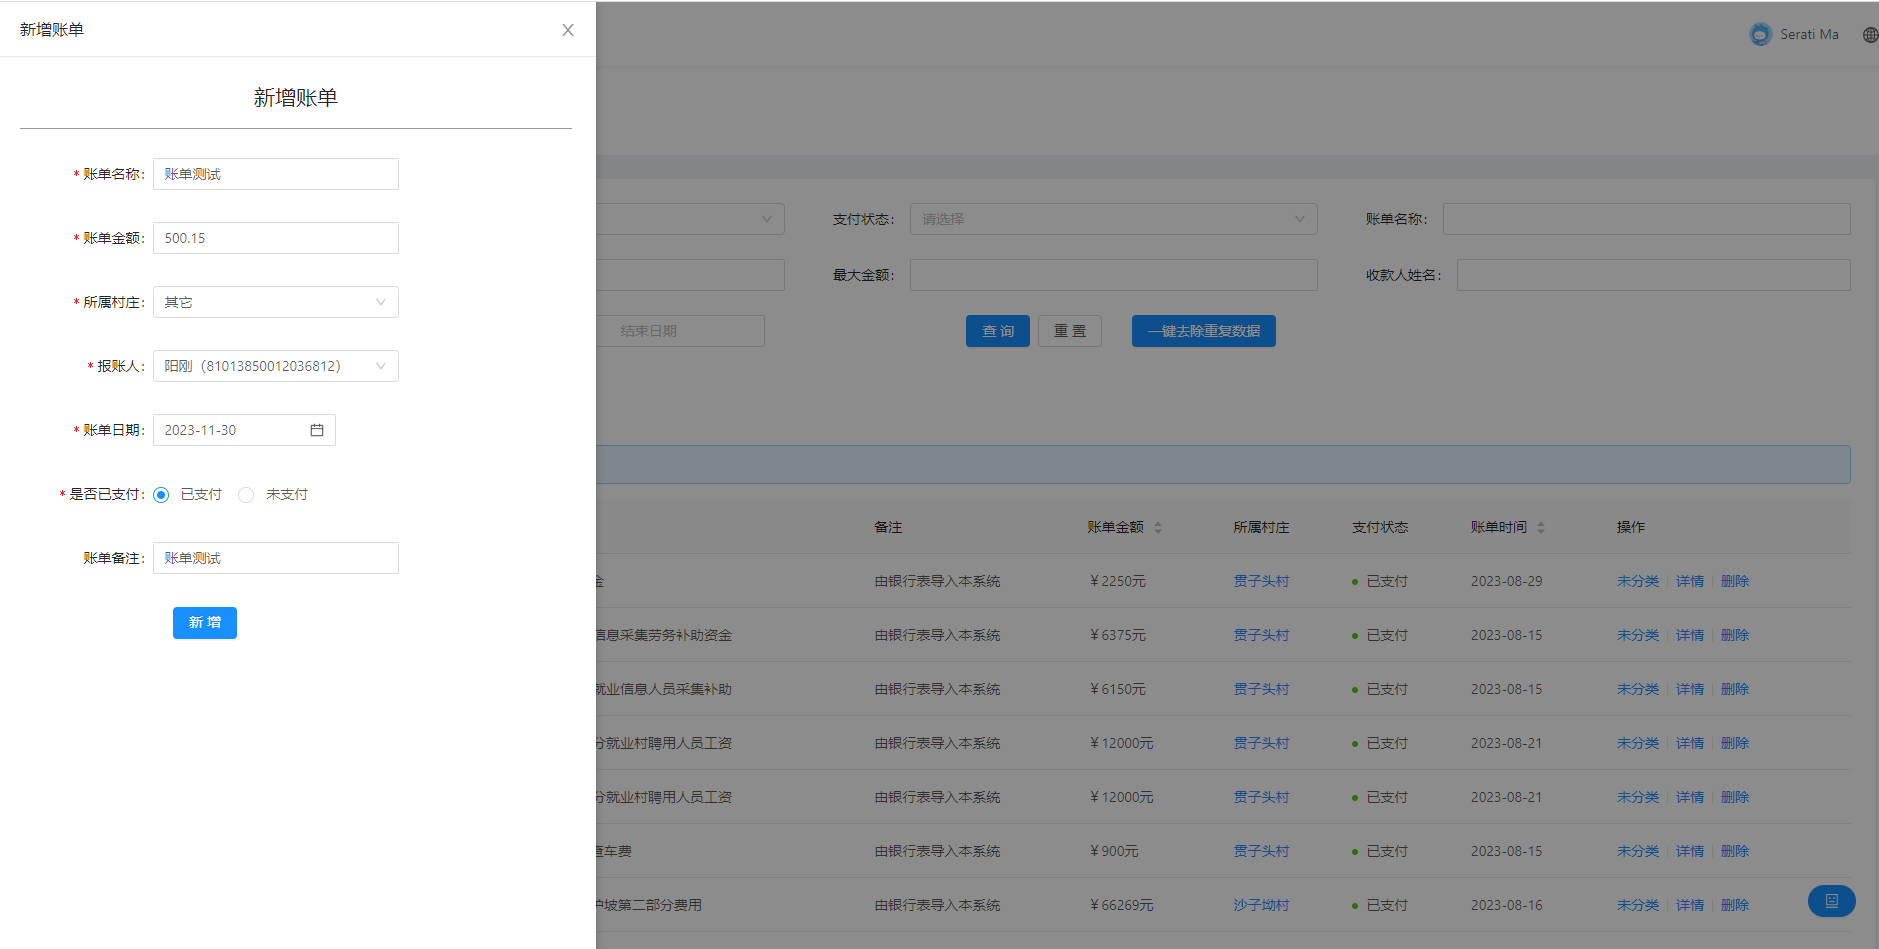 新增账单
Serati Ma
新增账单
* 账单名称: 账单测试
* 账单金额: 500.15
* 所属村庄: 其它
* 报账人: 阳刚（81013850012036812）
* 账单日期: 2023-11-30
* 是否已支付: 已支付 未支付
账单备注: 账单测试
新 增
支付状态: 请选择 账单名称:
最大金额: 收款人姓名:
结束日期 查 询 重 置 一键去除重复数据
备注 账单金额 所属村庄 支付状态 账单时间 操作
金 由银行表导入本系统 ￥2250元 贯子头村 已支付 2023-08-29 未分类 详情 删除
信息采集劳务补助资金 由银行表导入本系统 ￥6375元 贯子头村 已支付 2023-08-15 未分类 详情 删除
就业信息人员采集补助 由银行表导入本系统 ￥6150元 贯子头村 已支付 2023-08-15 未分类 详情 删除
分就业村聘用人员工资 由银行表导入本系统 ￥12000元 贯子头村 已支付 2023-08-21 未分类 详情 删除
分就业村聘用人员工资 由银行表导入本系统 ￥12000元 贯子头村 已支付 2023-08-21 未分类 详情 删除
车费 由银行表导入本系统 ￥900元 贯子头村 已支付 2023-08-15 未分类 详情 删除
护坡第二部分费用 由银行表导入本系统 ￥66269元 沙子坳村 已支付 2023-08-16 未分类 详情 删除